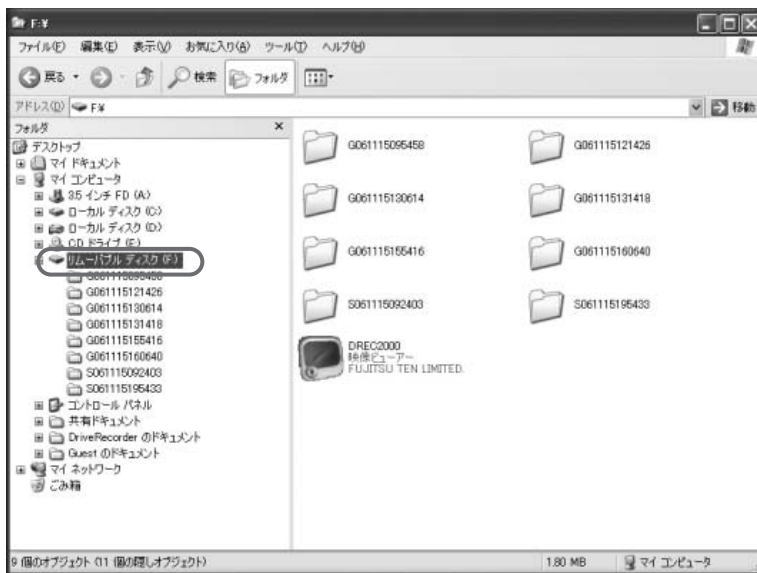 F:¥
ファイル(F) 編集(E) 表示(V) お気に入り(A) ツール(T) ヘルプ(H)
戻る 検索 フォルダ
アドレス(D) F:¥ 移動
フォルダ ×
デスクトップ
マイ ドキュメント
マイ コンピュータ
3.5 インチ FD (A:)
ローカル ディスク (C:)
ローカル ディスク (D:)
CD ドライブ (E:)
リムーバブル ディスク (F:)
G061115095458
G061115121426
G061115130614
G061115131418
G061115155416
G061115160640
S061115092403
S061115195433
コントロール パネル
共有ドキュメント
DriveRecorder のドキュメント
Guest のドキュメント
マイ ネットワーク
ごみ箱
G061115095458 G061115121426
G061115130614 G061115131418
G061115155416 G061115160640
S061115092403 S061115195433
DREC2000
映像ビューアー
FUJITSU TEN LIMITED.
9 個のオブジェクト (11 個の隠しオブジェクト) 1.80 MB マイ コンピュータ